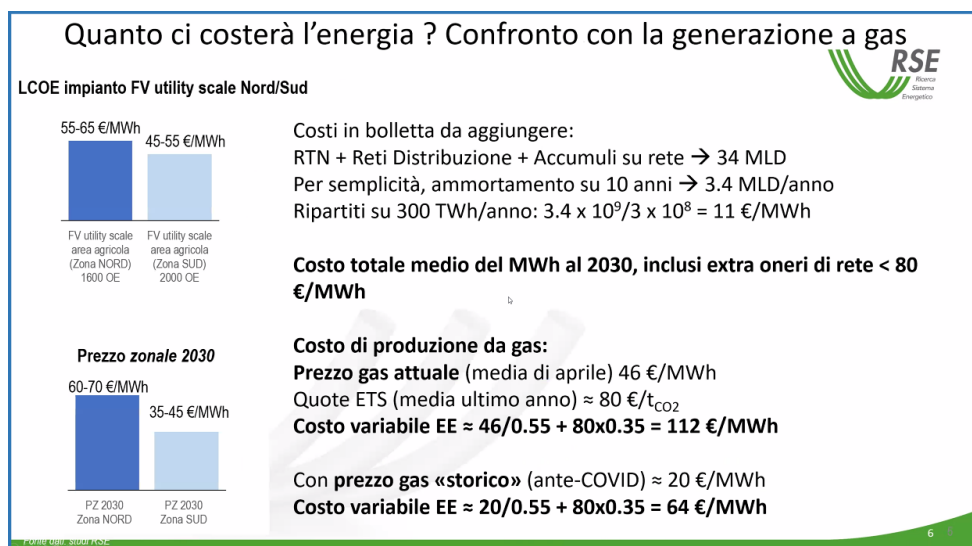 Quanto ci costerà l'energia ? Confronto con la generazione a gas
RSE
Ricerca
Sistema
Energetico
LCOE impianto FV utility scale Nord/Sud
55-65 €/MWh
45-55 €/MWh
FV utility scale
area agricola
(Zona NORD)
1600 OE
FV utility scale
area agricola
(Zona SUD)
2000 OE
Costi in bolletta da aggiungere:
RTN + Reti Distribuzione + Accumuli su rete → 34 MLD
Per semplicità, ammortamento su 10 anni → 3.4 MLD/anno
Ripartiti su 300 TWh/anno: 3.4 x 10⁹/3 x 10⁸ = 11 €/MWh
Costo totale medio del MWh al 2030, inclusi extra oneri di rete < 80
€/MWh
Prezzo zonale 2030
60-70 €/MWh
35-45 €/MWh
PZ 2030
Zona NORD
PZ 2030
Zona SUD
Costo di produzione da gas:
Prezzo gas attuale (media di aprile) 46 €/MWh
Quote ETS (media ultimo anno) ≈ 80 €/tCO2
Costo variabile EE ≈ 46/0.55 + 80x0.35 = 112 €/MWh
Con prezzo gas «storico» (ante-COVID) ≈ 20 €/MWh
Costo variabile EE ≈ 20/0.55 + 80x0.35 = 64 €/MWh
Fonte dati: studi RSE
6